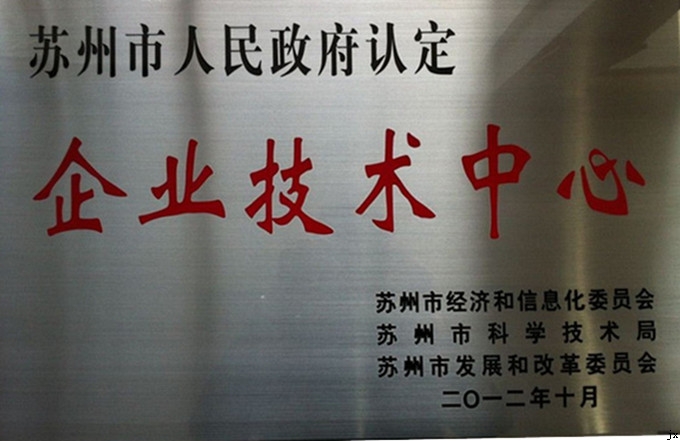 苏州市人民政府认定
企业技术中心
苏州市经济和信息化委员会
苏州市科学技术局
苏州市发展和改革委员会
二〇一二年十月
jx